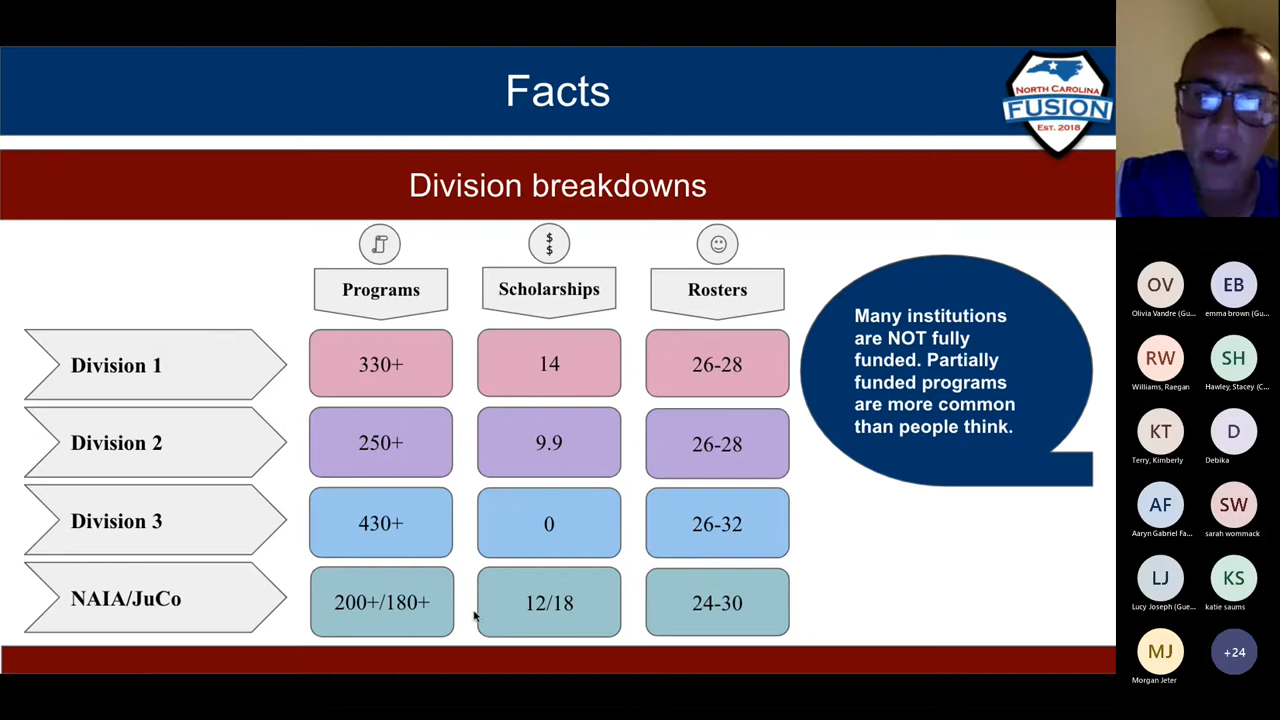 Facts
NORTH CAROLINA
FUSION
EST. 2018
Division breakdowns
$
$
Programs
Scholarships
Rosters
Division 1
330+
14
26-28
Division 2
250+
9.9
26-28
Division 3
430+
0
26-32
NAIA/JuCo
200+/180+
12/18
24-30
Many institutions
are NOT fully
funded. Partially
funded programs
are more common
than people think.
OV
EB
Olivia Vandre (Gu...
emma brown (Gu...
RW
SH
Williams, Raegan
Hawley, Stacey (C...
KT
D
Terry, Kimberly
Debika
AF
SW
Aaryn Gabriel Fa...
sarah wommack
LJ
KS
Lucy Joseph (Gue...
katie saums
MJ
+24
Morgan Jeter